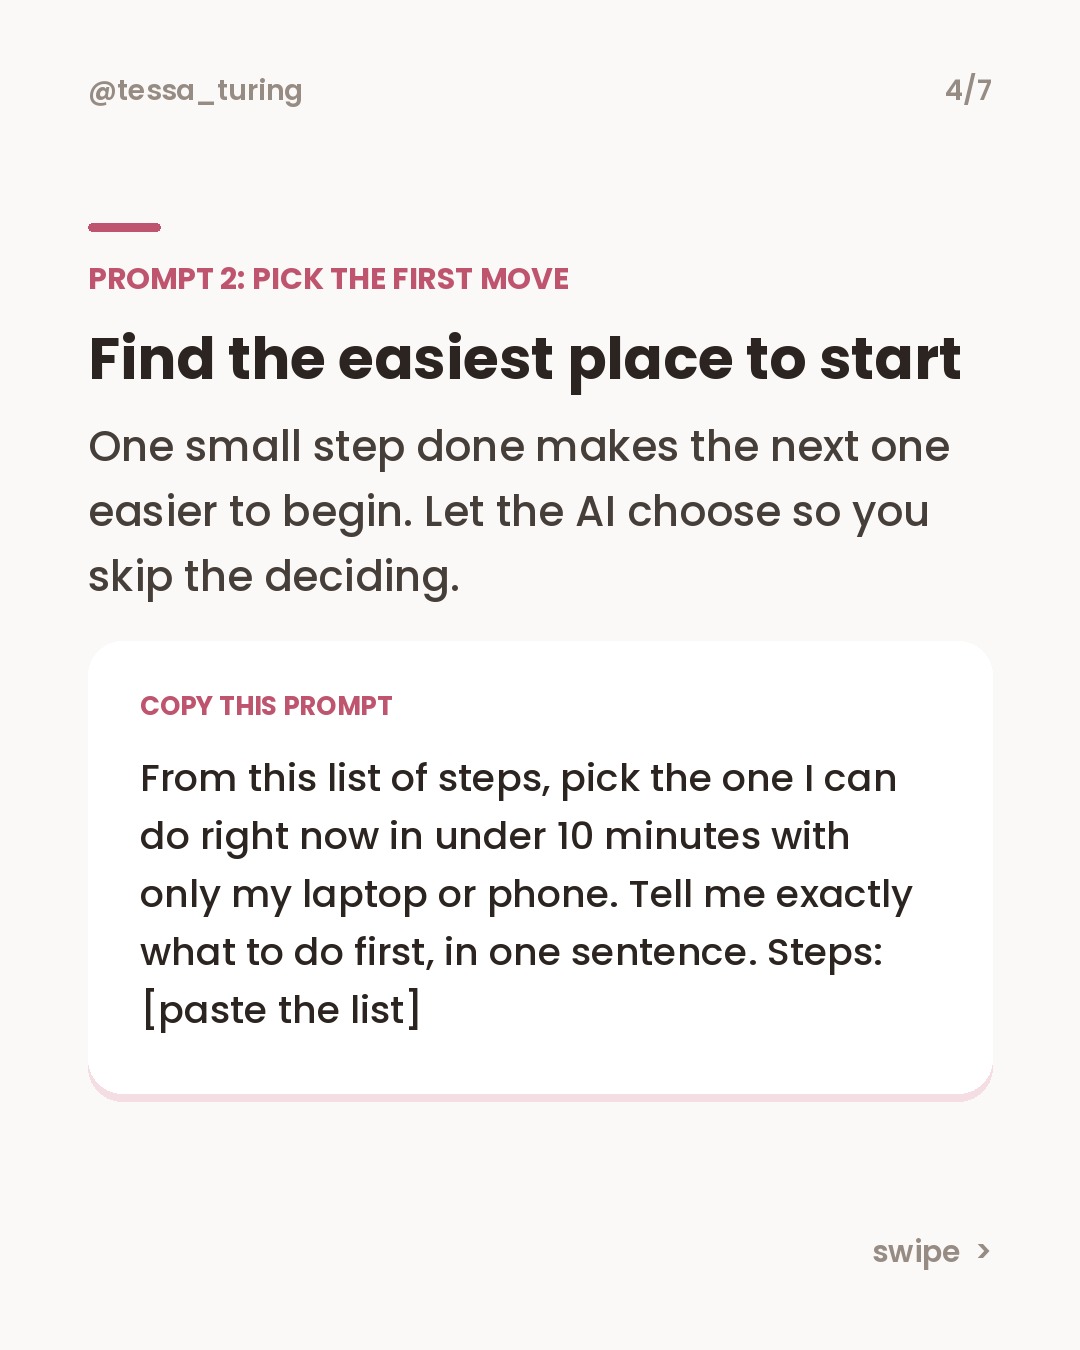 @tessa_turing
4/7
PROMPT 2: PICK THE FIRST MOVE
Find the easiest place to start
One small step done makes the next one
easier to begin. Let the AI choose so you
skip the deciding.
COPY THIS PROMPT
From this list of steps, pick the one I can
do right now in under 10 minutes with
only my laptop or phone. Tell me exactly
what to do first, in one sentence. Steps:
[paste the list]
swipe >